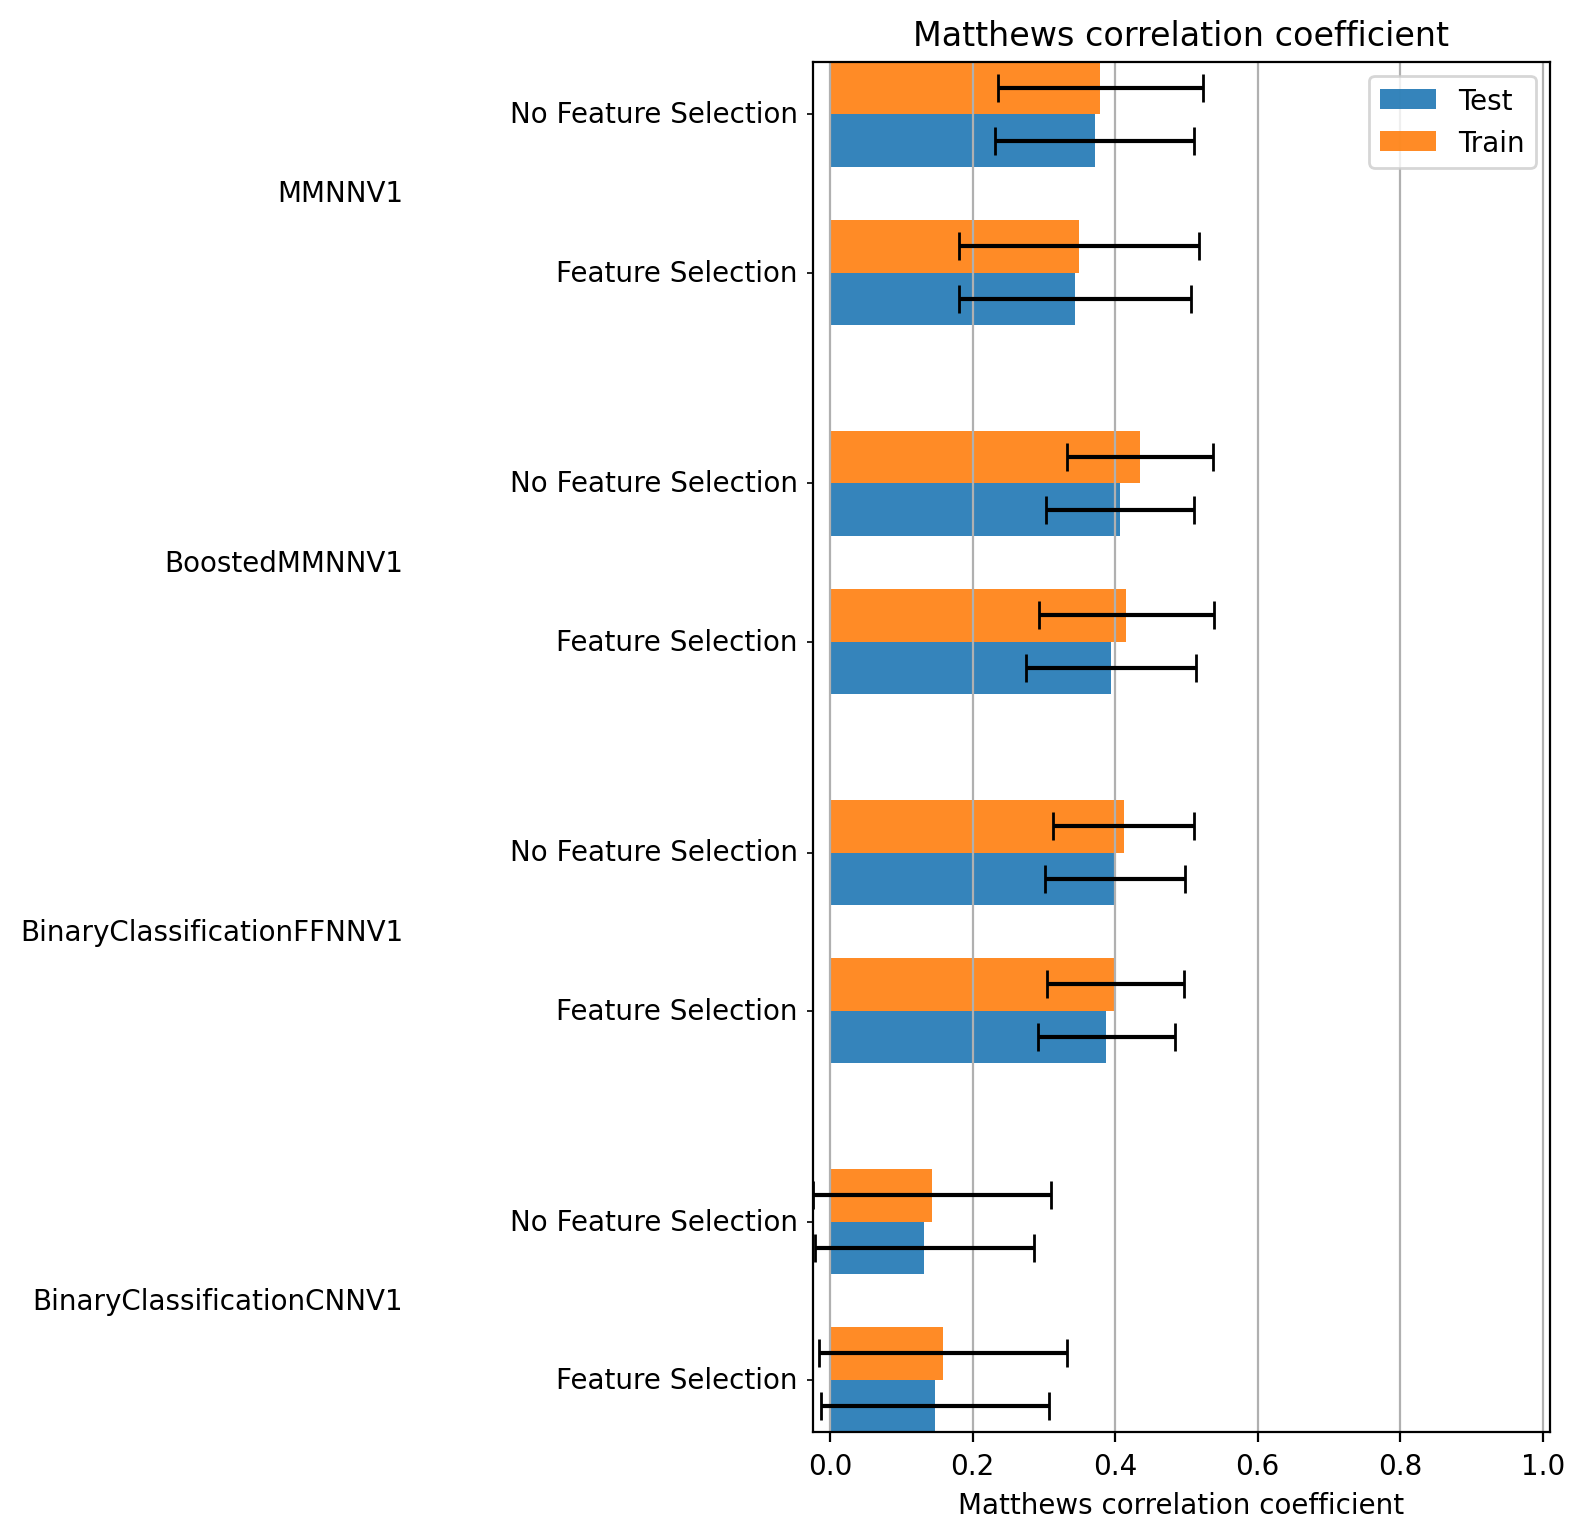 Matthews correlation coefficient
No Feature Selection
MMNNV1
Feature Selection
No Feature Selection
BoostedMMNNV1
Feature Selection
No Feature Selection
BinaryClassificationFFNNV1
Feature Selection
No Feature Selection
BinaryClassificationCNNV1
Feature Selection
Test
Train
0.0 0.2 0.4 0.6 0.8 1.0
Matthews correlation coefficient